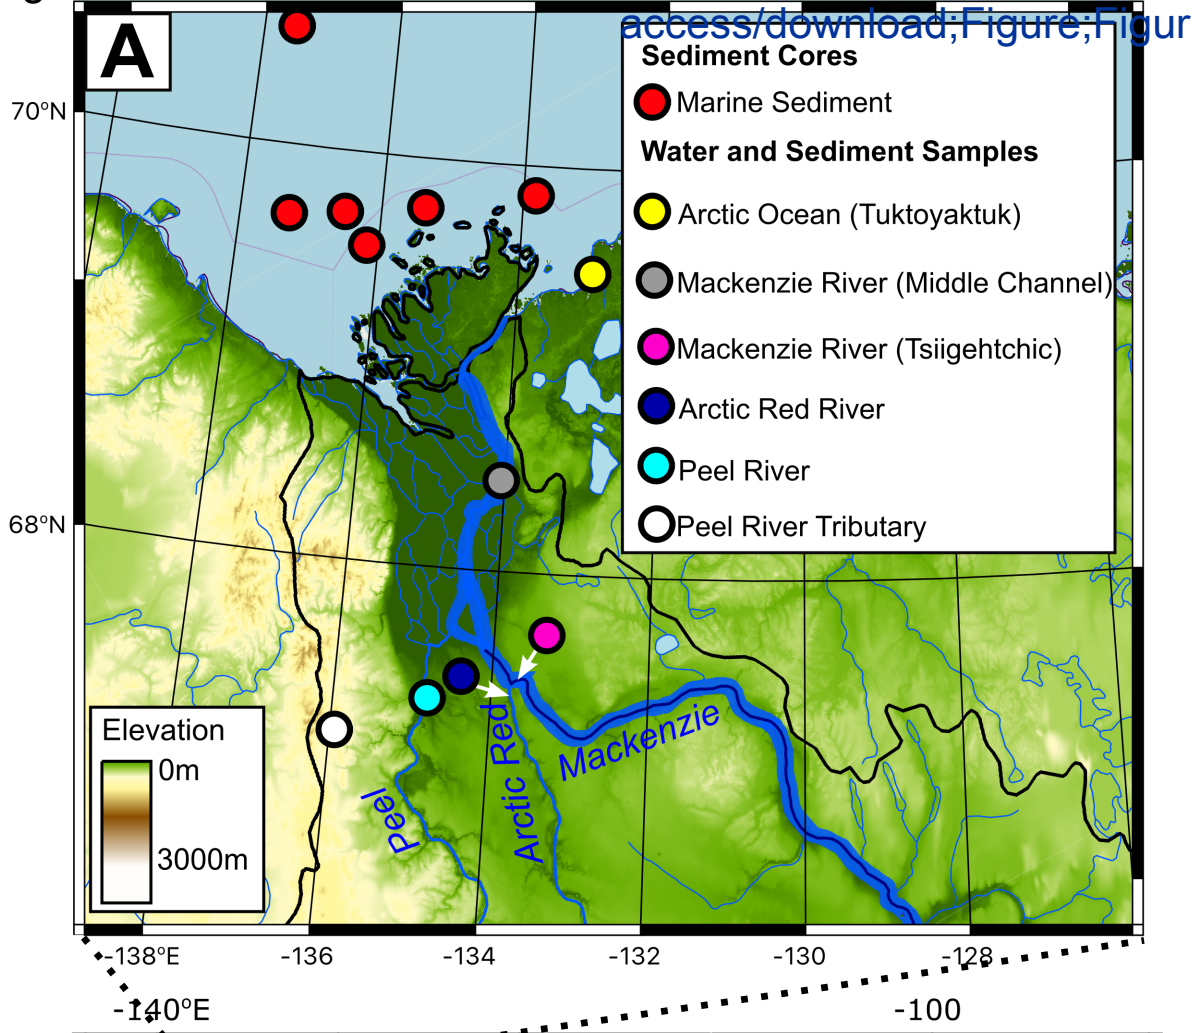 access/download;Figure;Figur
A
Sediment Cores
Marine Sediment
Water and Sediment Samples
Arctic Ocean (Tuktoyaktuk)
Mackenzie River (Middle Channel)
Mackenzie River (Tsiigehtchic)
Arctic Red River
Peel River
Peel River Tributary
70°N
68°N
Mackenzie
Arctic Red
Peel
Elevation
0m
3000m
-138°E -136 -134 -132 -130 -128
-140°E -100